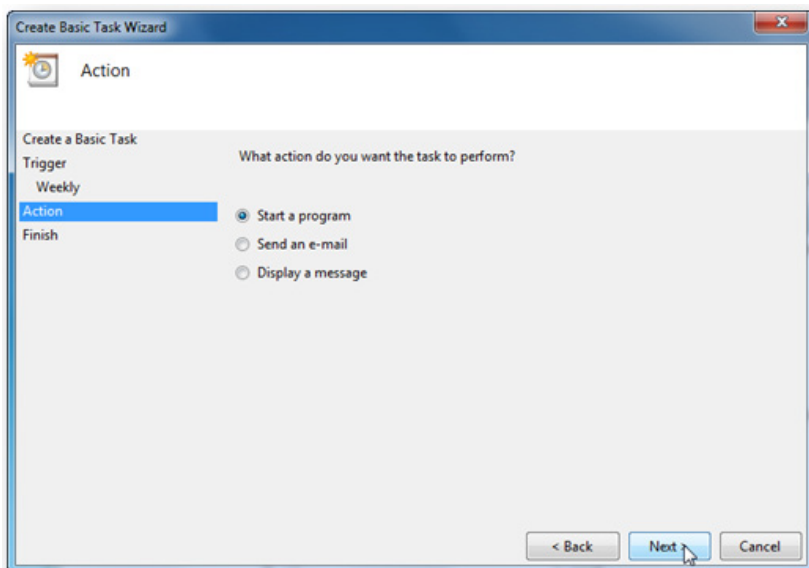 Create Basic Task Wizard
Action
Create a Basic Task
Trigger
Weekly
Action
Finish
What action do you want the task to perform?
Start a program
Send an e-mail
Display a message
< Back
Next >
Cancel